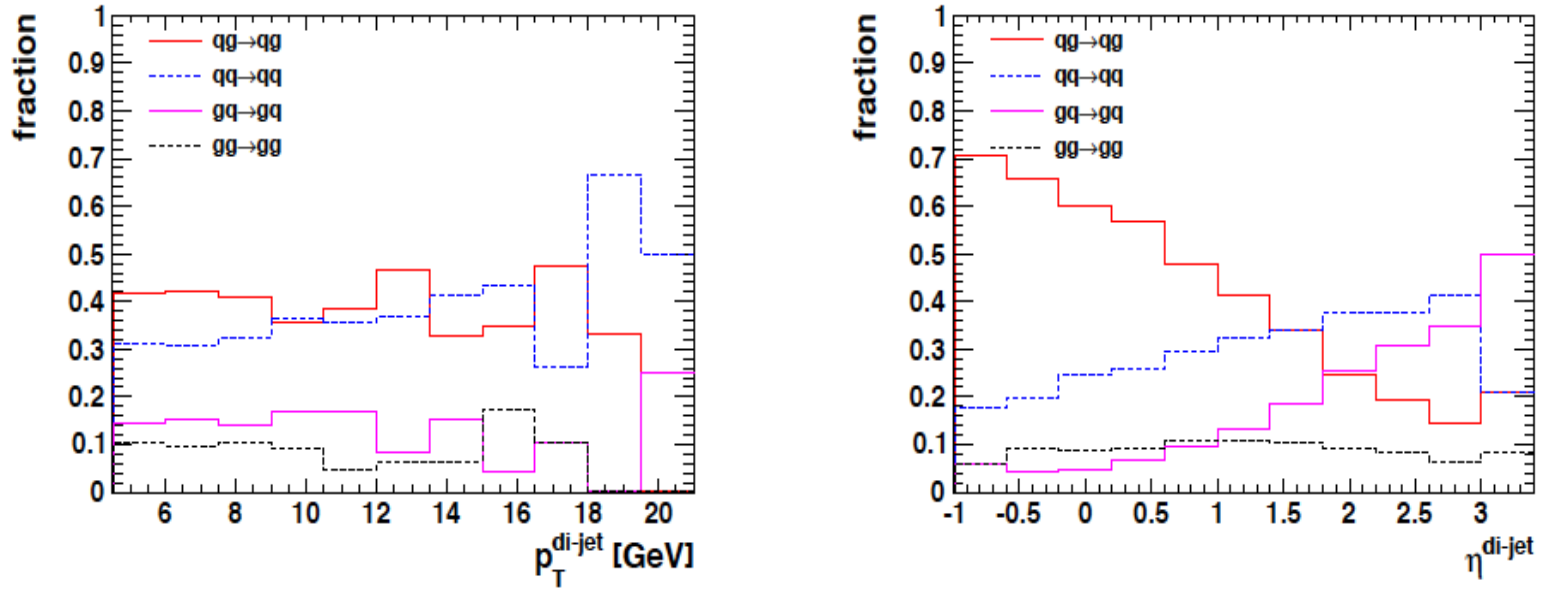 fraction
1
0.9
0.8
0.7
0.6
0.5
0.4
0.3
0.2
0.1
0
qg→qg
qq→qq
gq→gq
gg→gg
6 8 10 12 14 16 18 20
p_T^di-jet [GeV]
fraction
1
0.9
0.8
0.7
0.6
0.5
0.4
0.3
0.2
0.1
0
qg→qg
qq→qq
gq→gq
gg→gg
-1 -0.5 0 0.5 1 1.5 2 2.5 3
η^di-jet